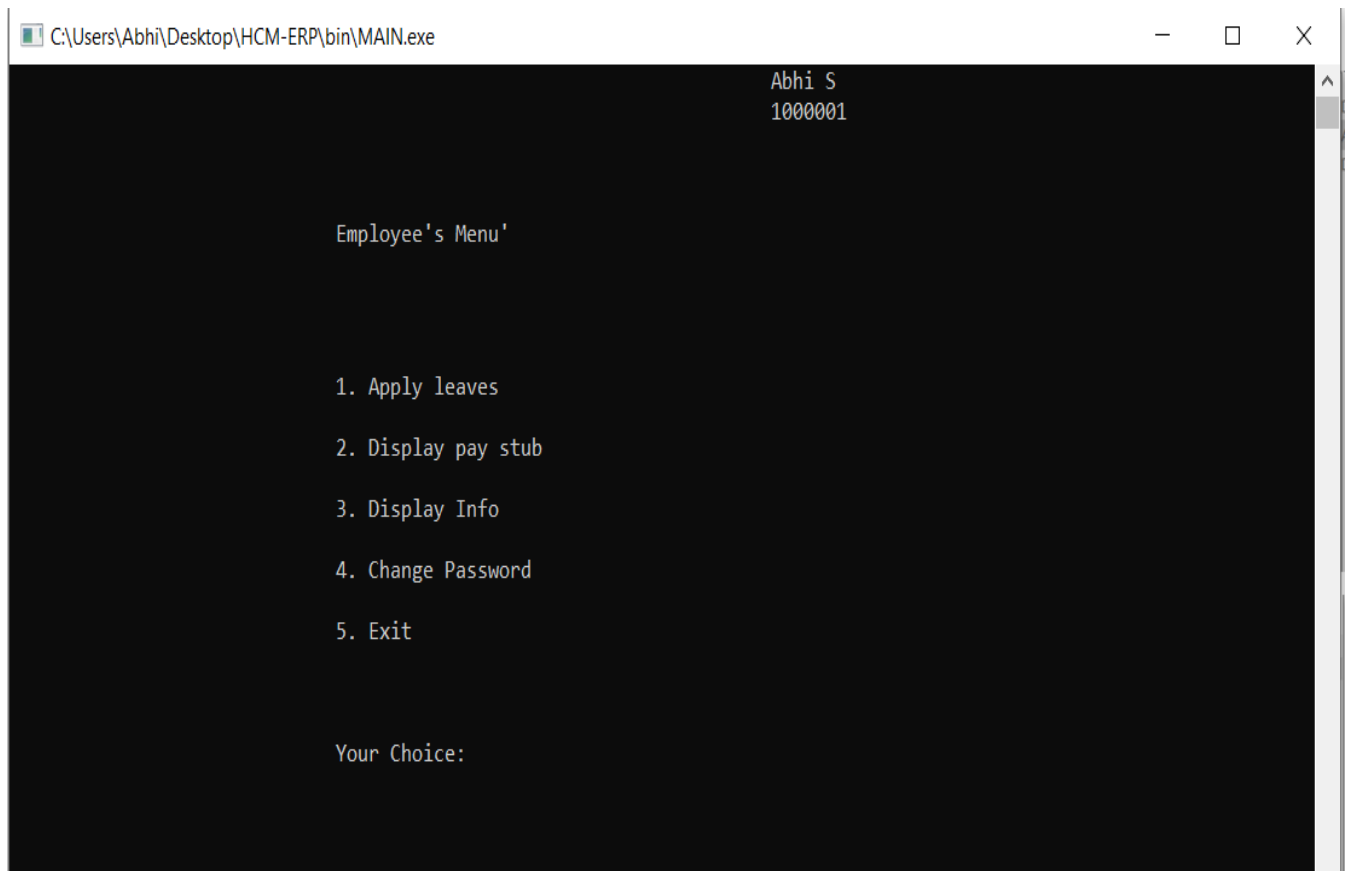 C:\Users\Abhi\Desktop\HCM-ERP\bin\MAIN.exe
Abhi S
1000001
Employee's Menu'
1. Apply leaves
2. Display pay stub
3. Display Info
4. Change Password
5. Exit
Your Choice: